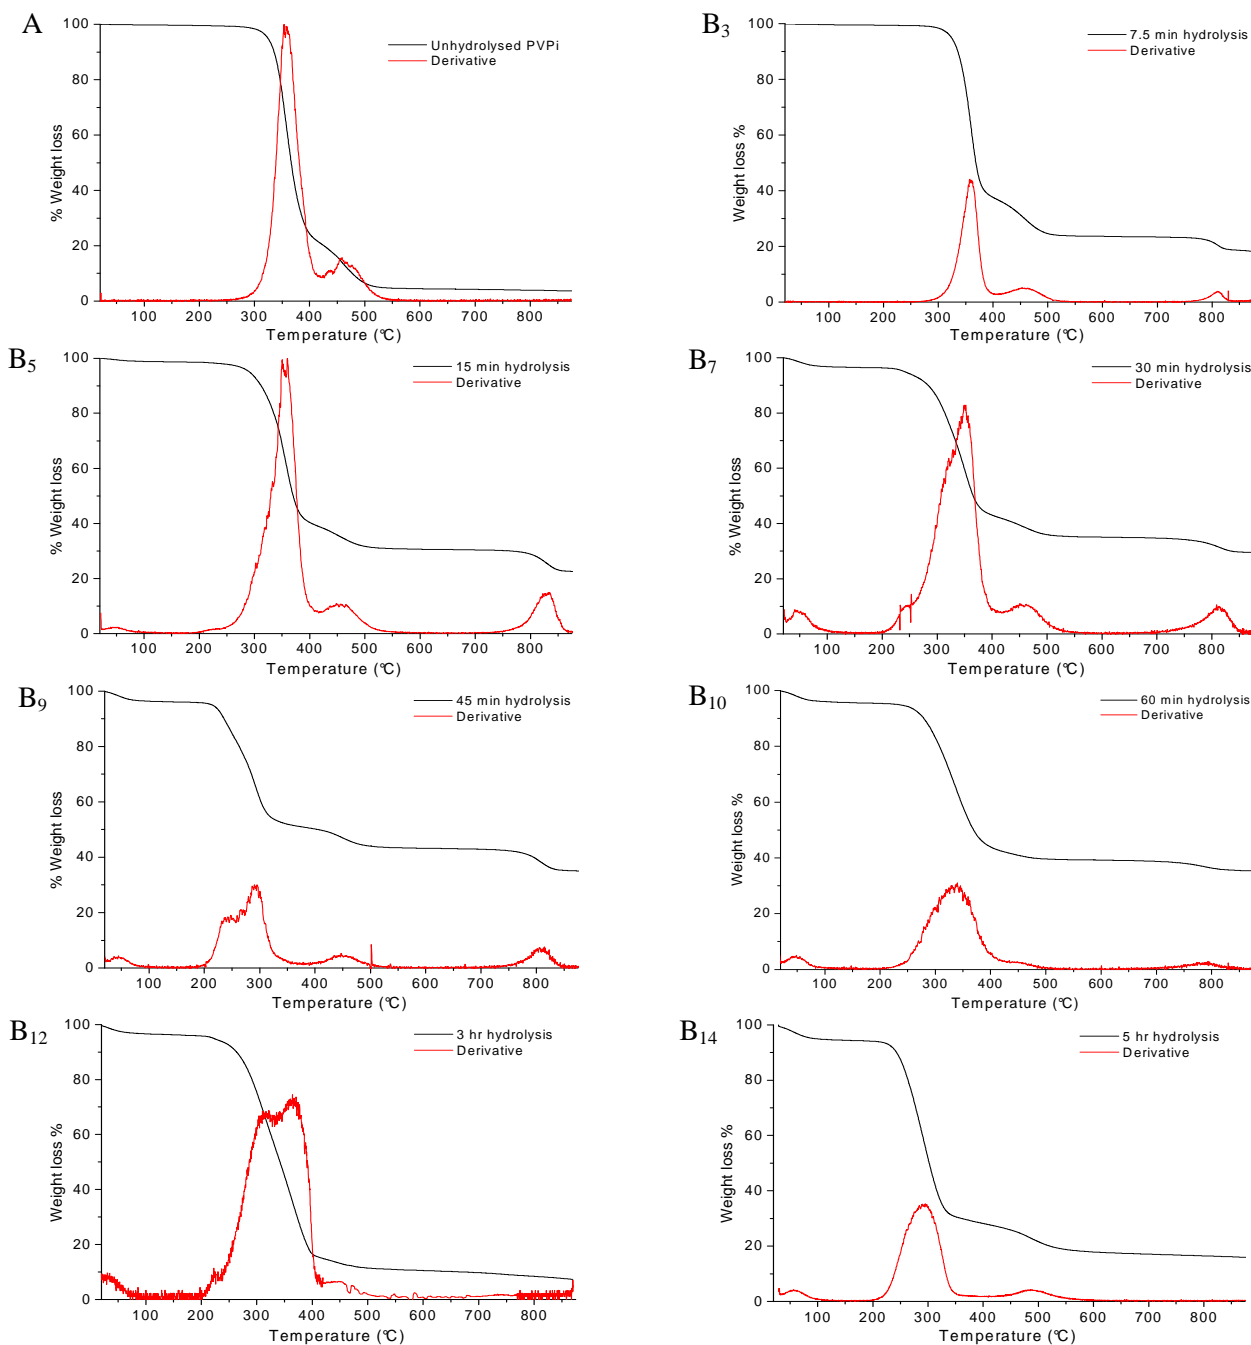 A
100
80
60
40
20
0
% Weight loss
Unhydrolysed PVPi
Derivative
100 200 300 400 500 600 700 800
Temperature (°C)
B3
100
80
60
40
20
0
Weight loss %
7.5 min hydrolysis
Derivative
100 200 300 400 500 600 700 800
Temperature (°C)
B5
100
80
60
40
20
0
% Weight loss
15 min hydrolysis
Derivative
100 200 300 400 500 600 700 800
Temperature (°C)
B7
100
80
60
40
20
0
% Weight loss
30 min hydrolysis
Derivative
100 200 300 400 500 600 700 800
Temperature (°C)
B9
100
80
60
40
20
0
% Weight loss
45 min hydrolysis
Derivative
100 200 300 400 500 600 700 800
Temperature (°C)
B10
100
80
60
40
20
0
Weight loss %
60 min hydrolysis
Derivative
100 200 300 400 500 600 700 800
Temperature (°C)
B12
100
80
60
40
20
0
Weight loss %
3 hr hydrolysis
Derivative
100 200 300 400 500 600 700 800
Temperature (°C)
B14
100
80
60
40
20
0
Weight loss %
5 hr hydrolysis
Derivative
100 200 300 400 500 600 700 800
Temperature (°C)